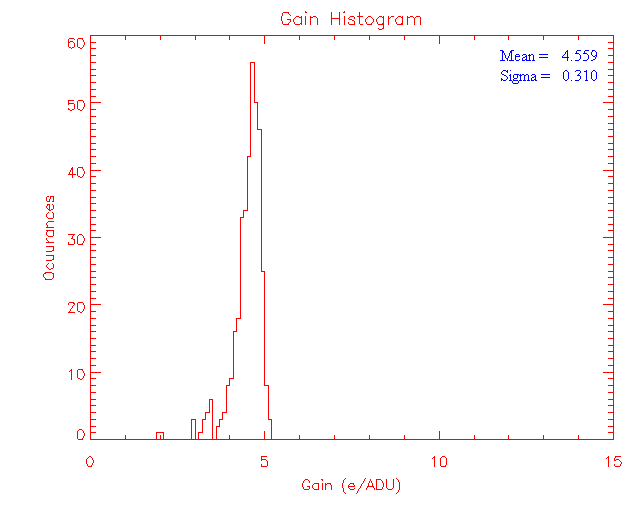 Gain Histogram
Mean = 4.559
Sigma = 0.310
60
50
40
30
20
10
0
Ocuurances
0 5 10 15
Gain (e/ADU)